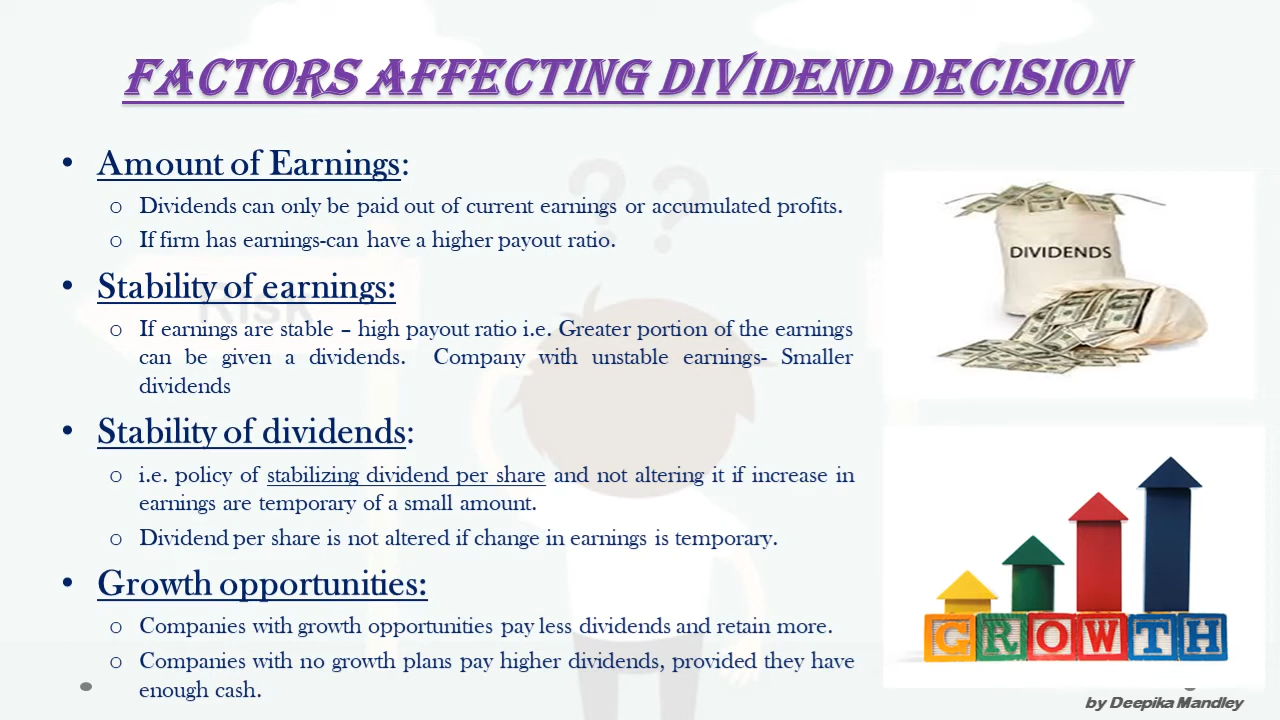 FACTORS AFFECTING DIVIDEND DECISION
• Amount of Earnings:
o Dividends can only be paid out of current earnings or accumulated profits.
o If firm has earnings-can have a higher payout ratio.
• Stability of earnings:
o If earnings are stable – high payout ratio i.e. Greater portion of the earnings
can be given a dividends. Company with unstable earnings- Smaller
dividends
• Stability of dividends:
o i.e. policy of stabilizing dividend per share and not altering it if increase in
earnings are temporary of a small amount.
o Dividend per share is not altered if change in earnings is temporary.
• Growth opportunities:
o Companies with growth opportunities pay less dividends and retain more.
o Companies with no growth plans pay higher dividends, provided they have
enough cash.
??
RISK
DIVIDENDS
GROWTH
by Deepika Mandley